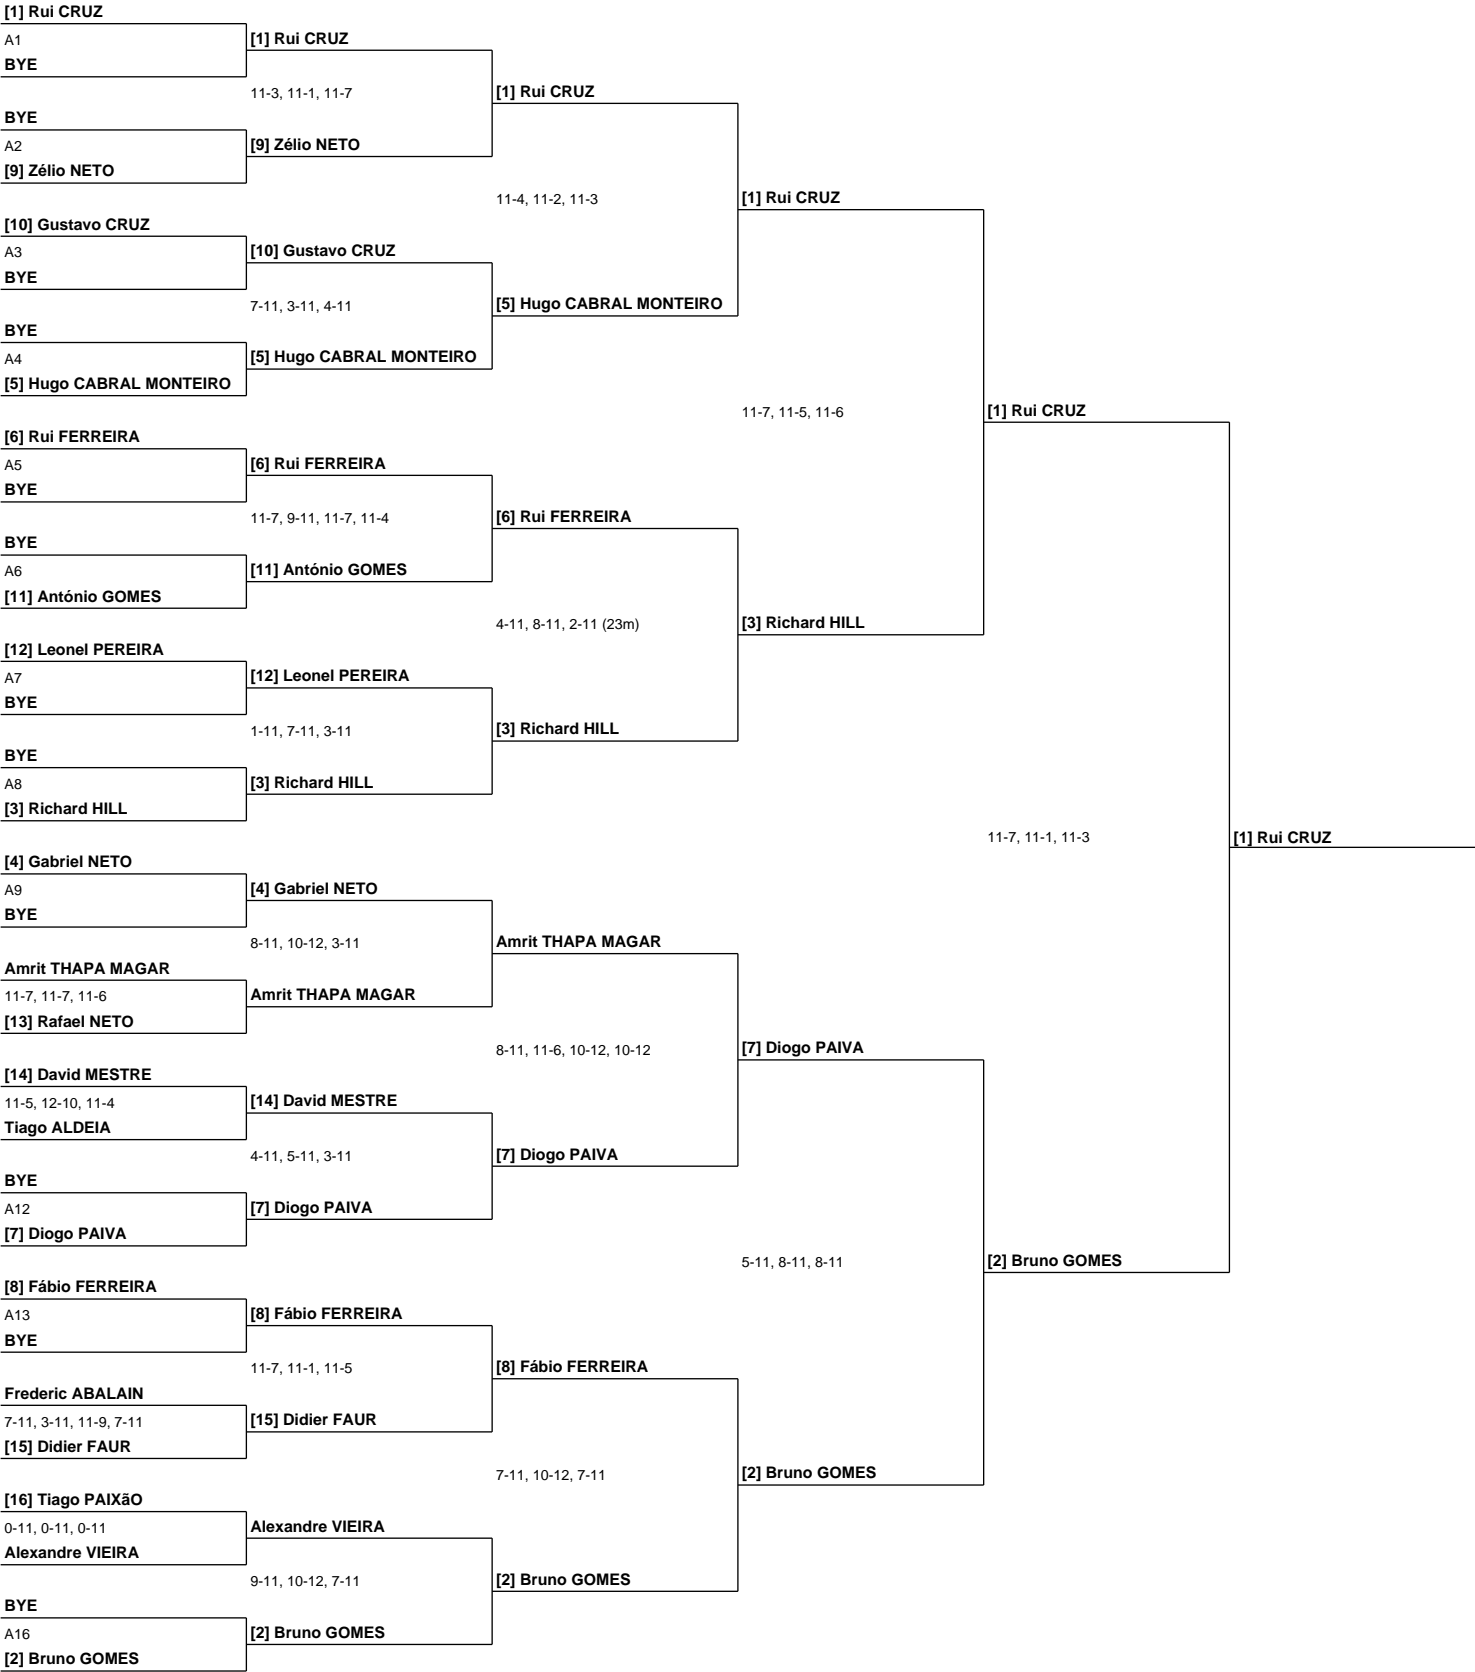 [1] Rui CRUZ
A1
BYE
BYE
A2
[9] Zélio NETO
[10] Gustavo CRUZ
A3
BYE
BYE
A4
[5] Hugo CABRAL MONTEIRO
[6] Rui FERREIRA
A5
BYE
BYE
A6
[11] António GOMES
[12] Leonel PEREIRA
A7
BYE
BYE
A8
[3] Richard HILL
[4] Gabriel NETO
A9
BYE
Amrit THAPA MAGAR
11-7, 11-7, 11-6
[13] Rafael NETO
[14] David MESTRE
11-5, 12-10, 11-4
Tiago ALDEIA
BYE
A12
[7] Diogo PAIVA
[8] Fábio FERREIRA
A13
BYE
Frederic ABALAIN
7-11, 3-11, 11-9, 7-11
[15] Didier FAUR
[16] Tiago PAIXãO
0-11, 0-11, 0-11
Alexandre VIEIRA
BYE
A16
[2] Bruno GOMES
[1] Rui CRUZ
11-3, 11-1, 11-7
[9] Zélio NETO
[10] Gustavo CRUZ
7-11, 3-11, 4-11
[5] Hugo CABRAL MONTEIRO
[6] Rui FERREIRA
11-7, 9-11, 11-7, 11-4
[11] António GOMES
[12] Leonel PEREIRA
1-11, 7-11, 3-11
[3] Richard HILL
[4] Gabriel NETO
8-11, 10-12, 3-11
Amrit THAPA MAGAR
[14] David MESTRE
4-11, 5-11, 3-11
[7] Diogo PAIVA
[8] Fábio FERREIRA
11-7, 11-1, 11-5
[15] Didier FAUR
Alexandre VIEIRA
9-11, 10-12, 7-11
[2] Bruno GOMES
[1] Rui CRUZ
11-4, 11-2, 11-3
[5] Hugo CABRAL MONTEIRO
[6] Rui FERREIRA
4-11, 8-11, 2-11 (23m)
[3] Richard HILL
Amrit THAPA MAGAR
8-11, 11-6, 10-12, 10-12
[7] Diogo PAIVA
[8] Fábio FERREIRA
7-11, 10-12, 7-11
[2] Bruno GOMES
[1] Rui CRUZ
11-7, 11-5, 11-6
[3] Richard HILL
[7] Diogo PAIVA
5-11, 8-11, 8-11
[2] Bruno GOMES
[1] Rui CRUZ
11-7, 11-1, 11-3
[2] Bruno GOMES
[1] Rui CRUZ